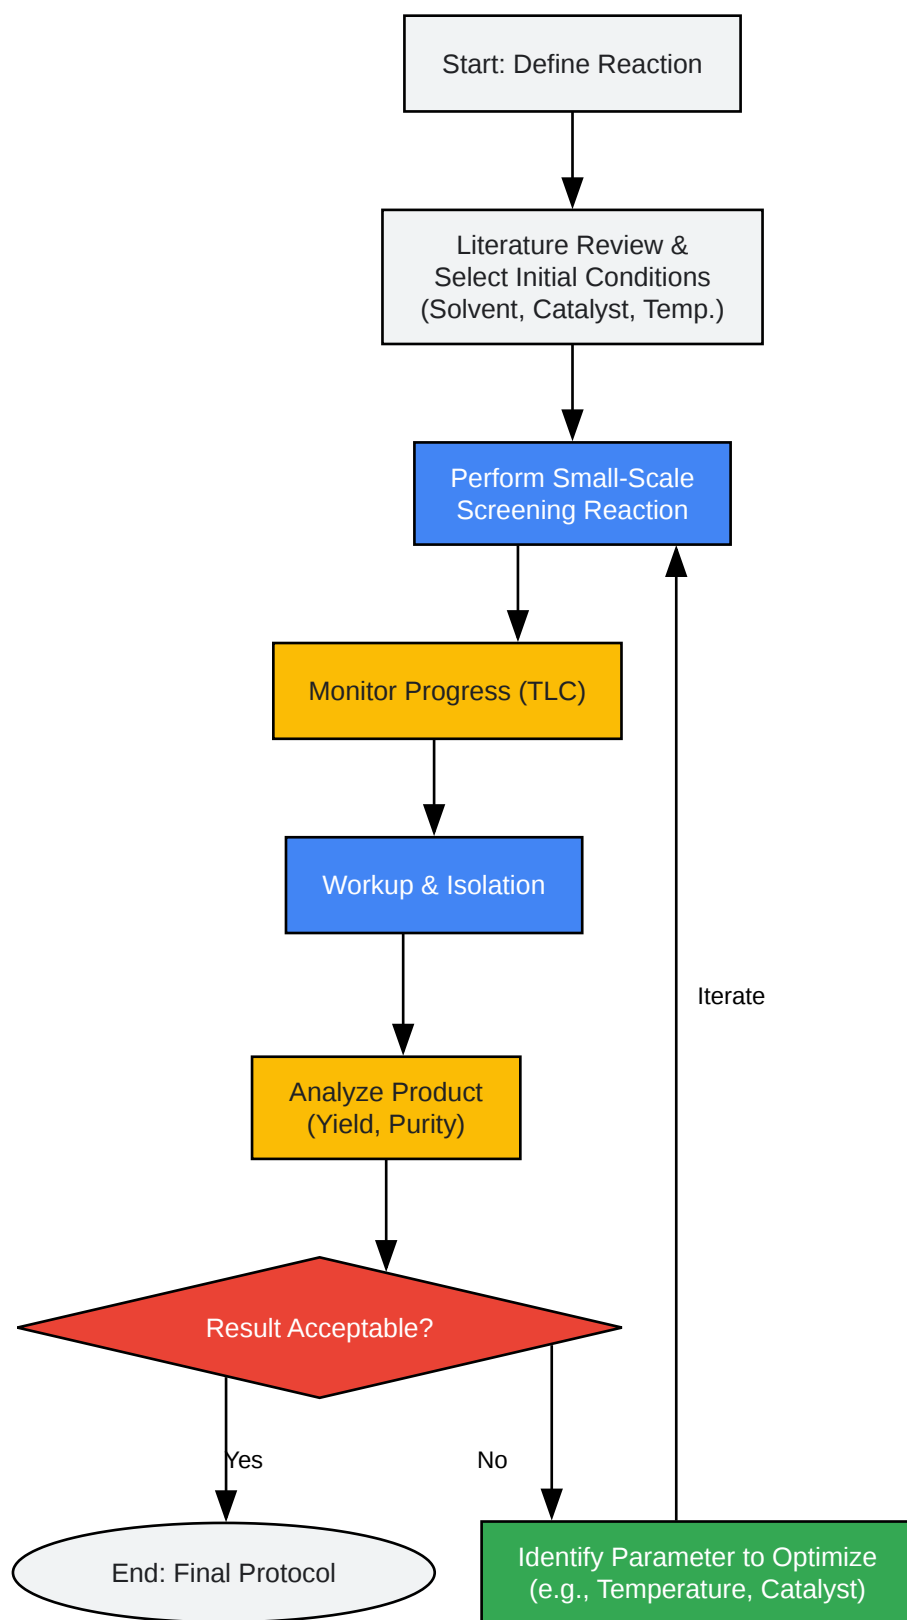 Start: Define Reaction
Literature Review &
Select Initial Conditions
(Solvent, Catalyst, Temp.)
Perform Small-Scale
Screening Reaction
Monitor Progress (TLC)
Workup & Isolation
Iterate
Analyze Product
(Yield, Purity)
Result Acceptable?
Yes
No
End: Final Protocol
Identify Parameter to Optimize
(e.g., Temperature, Catalyst)